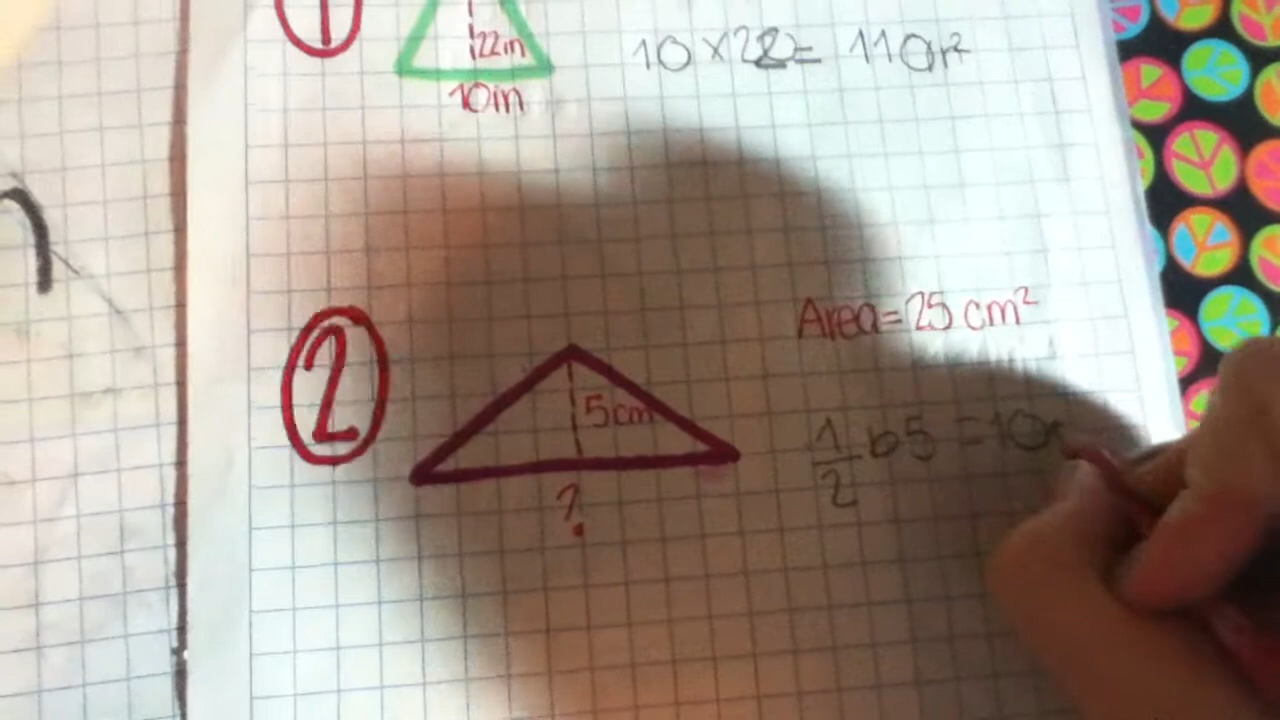 1
22in
10in
10×22= 110in²
2
Area=25 cm²
5cm
1/2 b5 =10
?